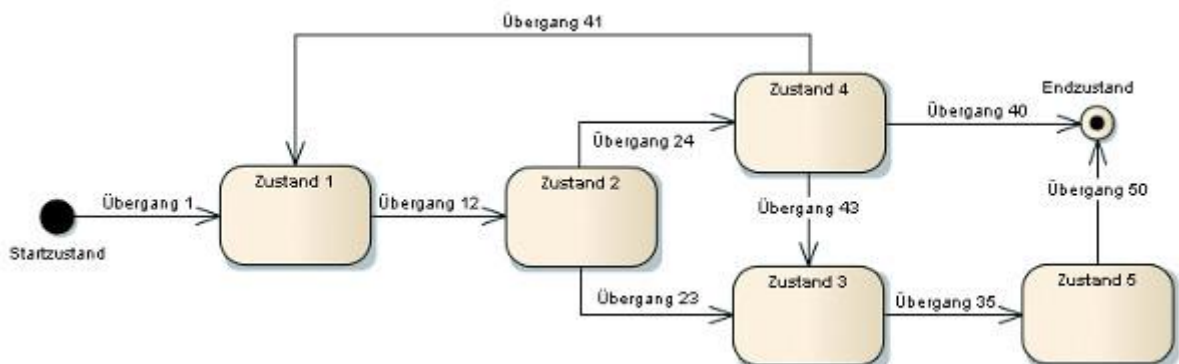 Übergang 41
Zustand 4
Endzustand
Übergang 40
Übergang 24
Zustand 1
Zustand 2
Übergang 50
Übergang 1
Übergang 12
Übergang 43
Startzustand
Zustand 3
Zustand 5
Übergang 23
Übergang 35